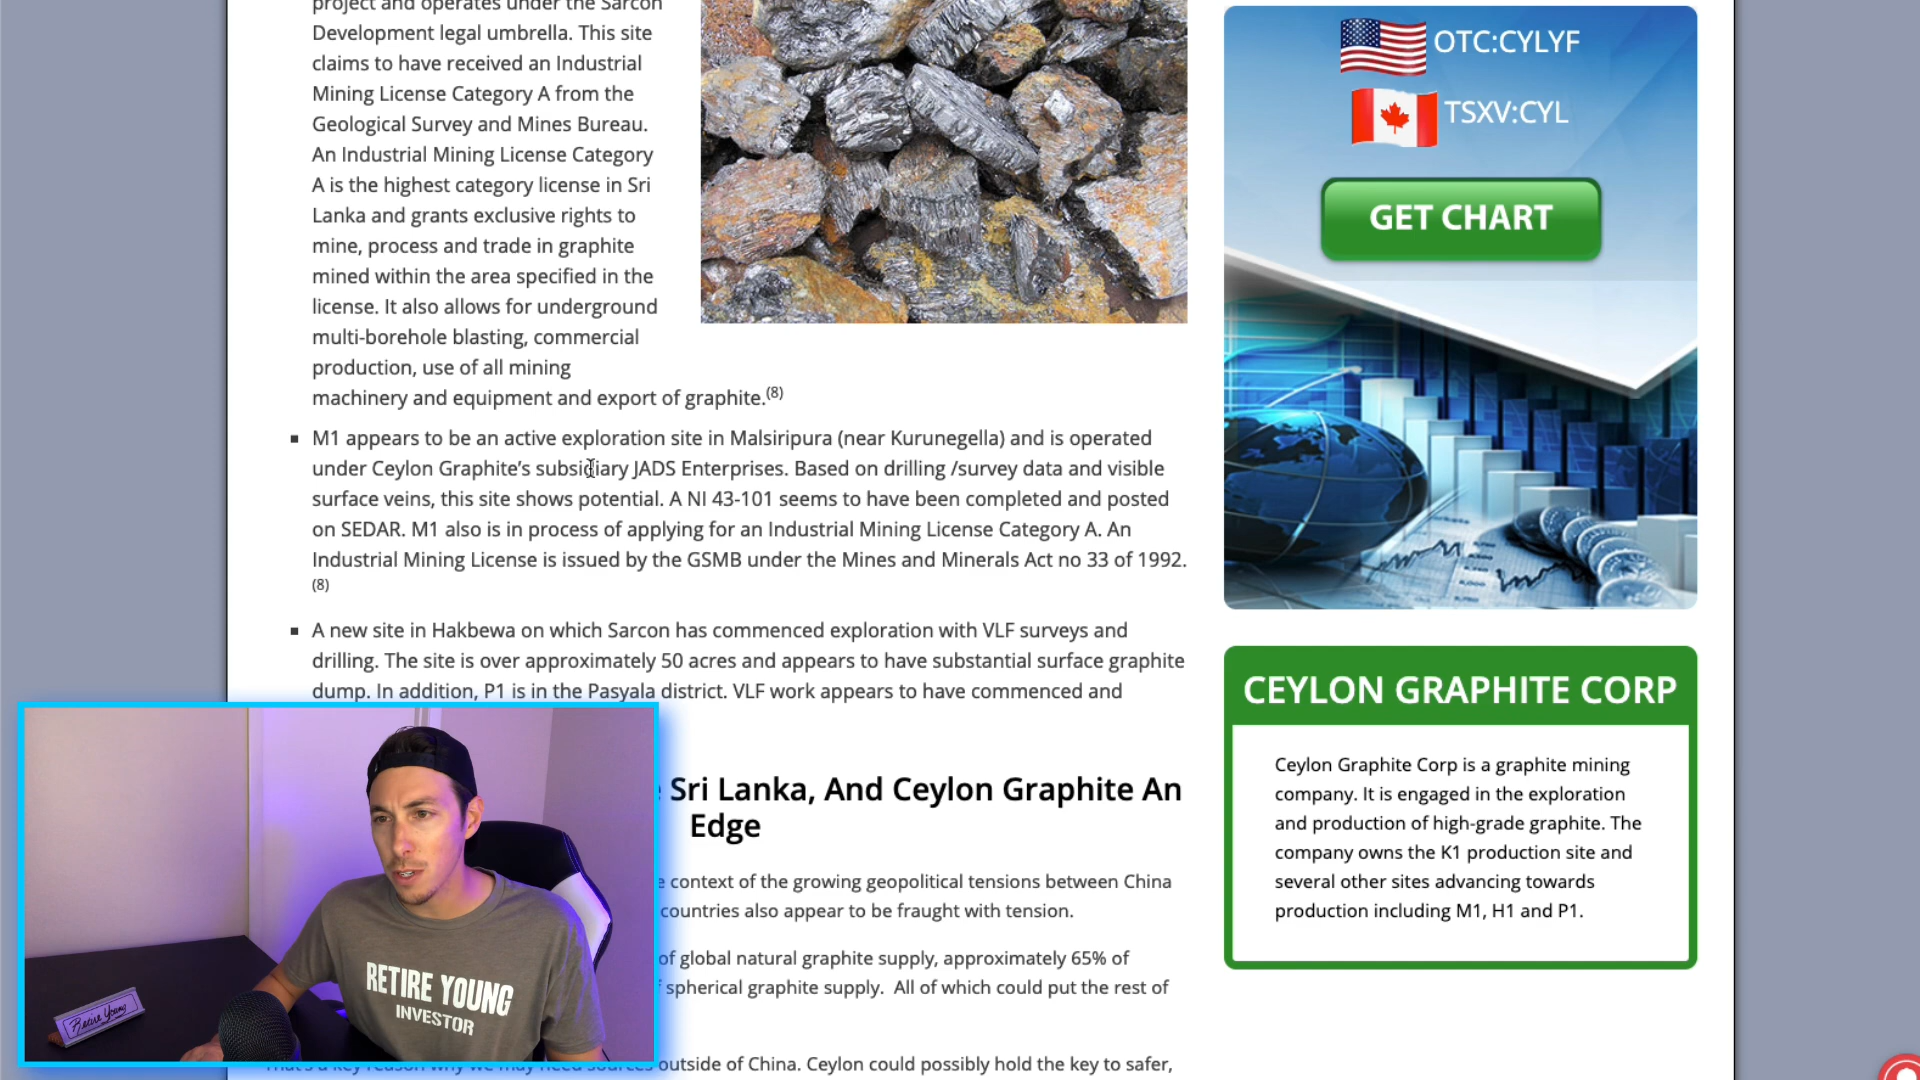 project and operates under the Sarcon
Development legal umbrella. This site
claims to have received an Industrial
Mining License Category A from the
Geological Survey and Mines Bureau.
An Industrial Mining License Category
A is the highest category license in Sri
Lanka and grants exclusive rights to
mine, process and trade in graphite
mined within the area specified in the
license. It also allows for underground
multi-borehole blasting, commercial
production, use of all mining
machinery and equipment and export of graphite.(8)
▪ M1 appears to be an active exploration site in Malsiripura (near Kurunegella) and is operated
under Ceylon Graphite's subsidiary JADS Enterprises. Based on drilling /survey data and visible
surface veins, this site shows potential. A NI 43-101 seems to have been completed and posted
on SEDAR. M1 also is in process of applying for an Industrial Mining License Category A. An
Industrial Mining License is issued by the GSMB under the Mines and Minerals Act no 33 of 1992.
(8)
▪ A new site in Hakbewa on which Sarcon has commenced exploration with VLF surveys and
drilling. The site is over approximately 50 acres and appears to have substantial surface graphite
dump. In addition, P1 is in the Pasyala district. VLF work appears to have commenced and
Sri Lanka, And Ceylon Graphite An
Edge
context of the growing geopolitical tensions between China
countries also appear to be fraught with tension.
of global natural graphite supply, approximately 65% of
spherical graphite supply. All of which could put the rest of
That's a key reason why we may need sources outside of China. Ceylon could possibly hold the key to safer,
OTC:CYLYF
TSXV:CYL
GET CHART
CEYLON GRAPHITE CORP
Ceylon Graphite Corp is a graphite mining
company. It is engaged in the exploration
and production of high-grade graphite. The
company owns the K1 production site and
several other sites advancing towards
production including M1, H1 and P1.
RETIRE YOUNG
INVESTOR
Retire Young